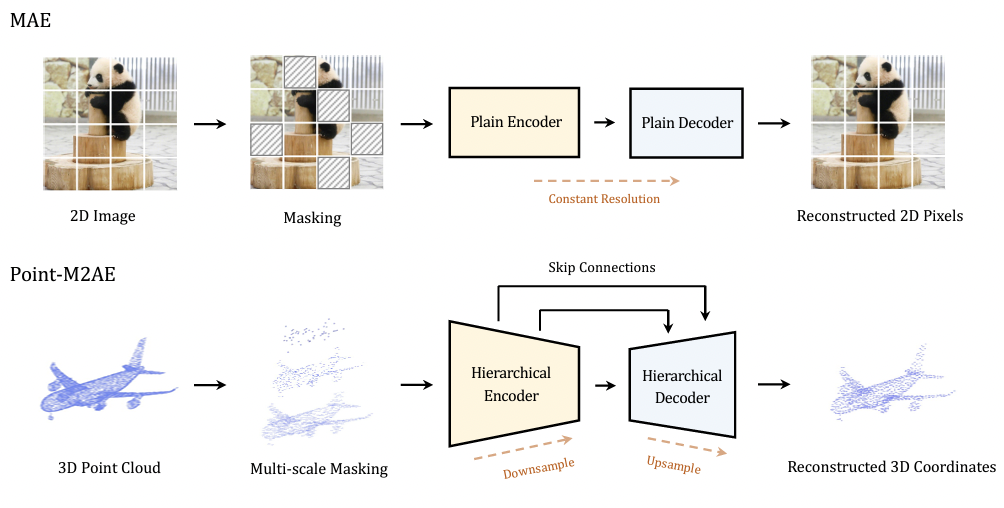 MAE
Plain Encoder
Plain Decoder
Constant Resolution
2D Image
Masking
Reconstructed 2D Pixels
Point-M2AE
Skip Connections
Hierarchical
Encoder
Hierarchical
Decoder
Downsample
Upsample
3D Point Cloud
Multi-scale Masking
Reconstructed 3D Coordinates